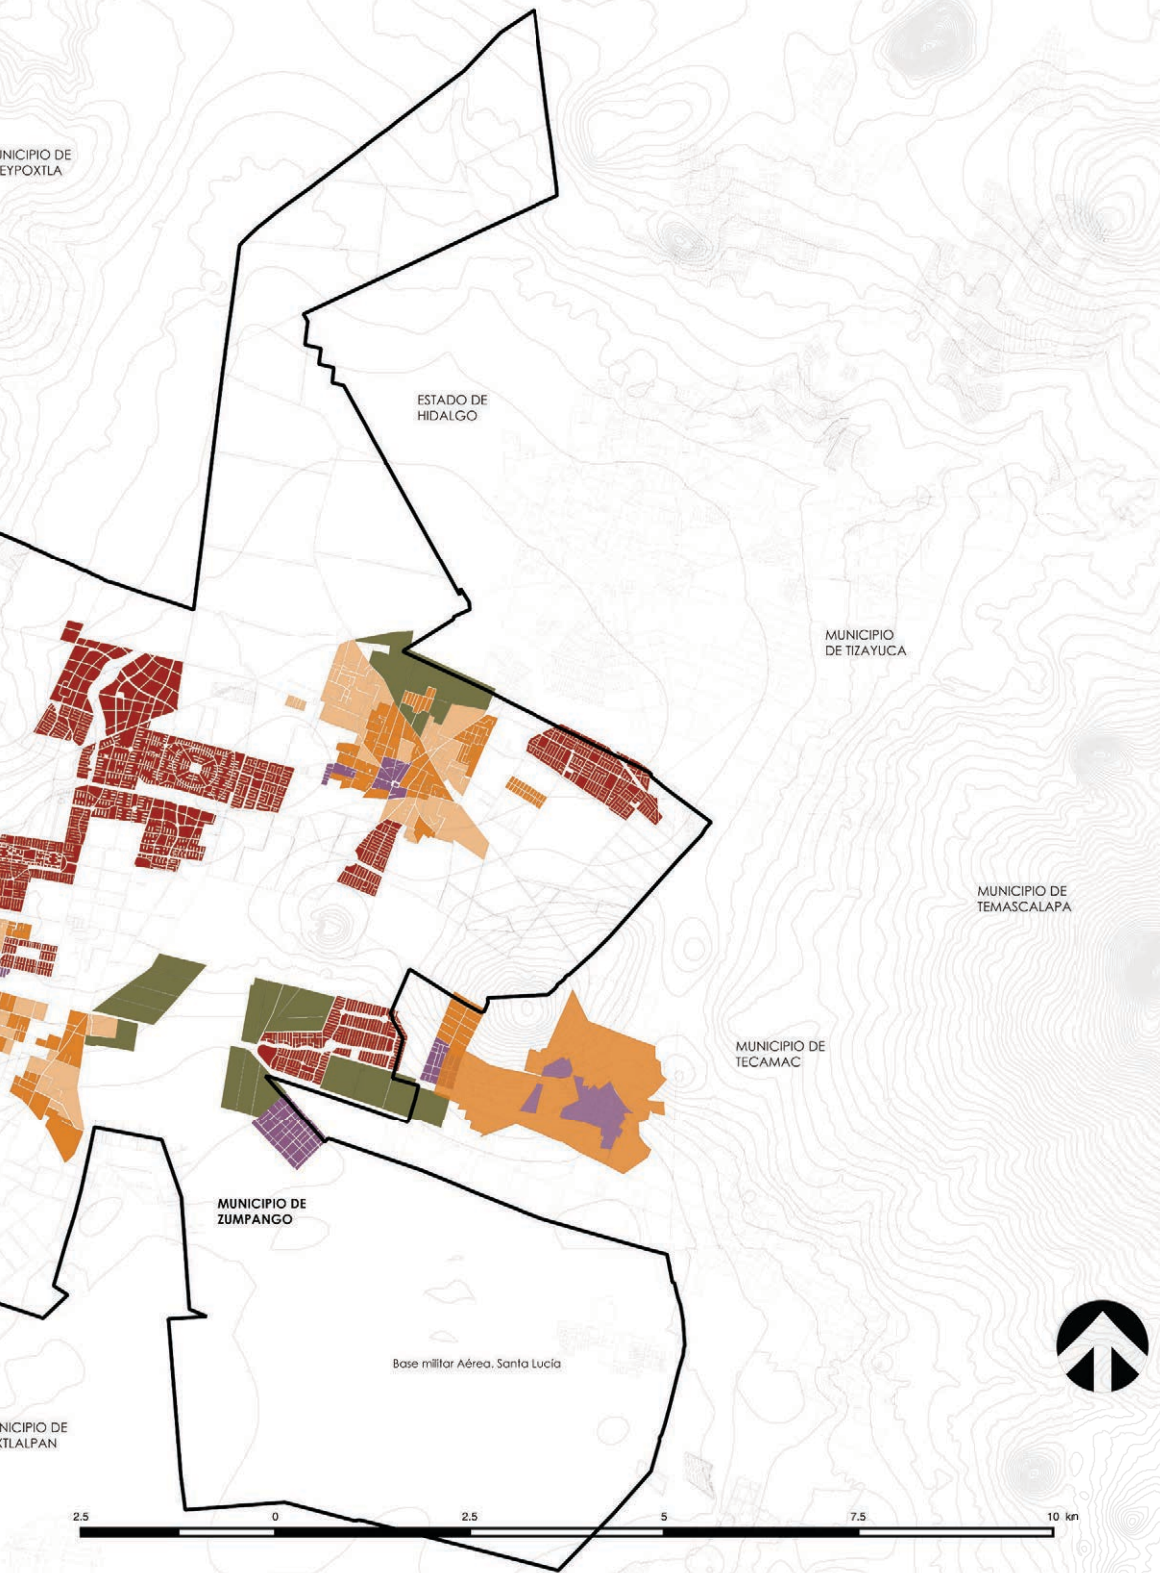 UNICIPIO DE
EYPOXTLA
ESTADO DE
HIDALGO
MUNICIPIO
DE TIZAYUCA
MUNICIPIO DE
TEMASCALAPA
MUNICIPIO DE
TECAMAC
MUNICIPIO DE
ZUMPANGO
Base militar Aérea. Santa Lucía
NICIPIO DE
XTLALPAN
2.5 0 2.5 5 7.5 10 km